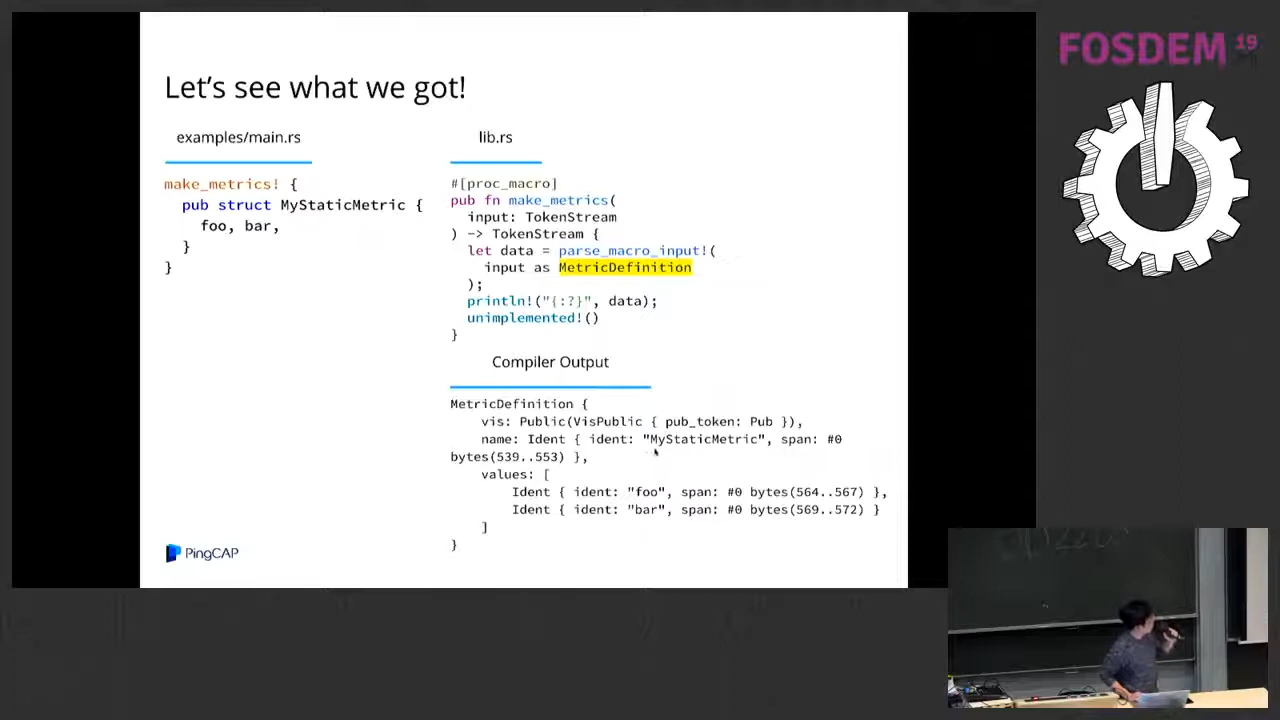 FOSDEM 19
Let's see what we got!
examples/main.rs
make_metrics! {
pub struct MyStaticMetric {
foo, bar,
}
}
lib.rs
#[proc_macro]
pub fn make_metrics(
input: TokenStream
) -> TokenStream {
let data = parse_macro_input!(
input as MetricDefinition
);
println!("{:?}", data);
unimplemented!()
}
Compiler Output
MetricDefinition {
vis: Public(VisPublic { pub_token: Pub }),
name: Ident { ident: "MyStaticMetric", span: #0
bytes(539..553) },
values: [
Ident { ident: "foo", span: #0 bytes(564..567) },
Ident { ident: "bar", span: #0 bytes(569..572) }
]
}
PingCAP